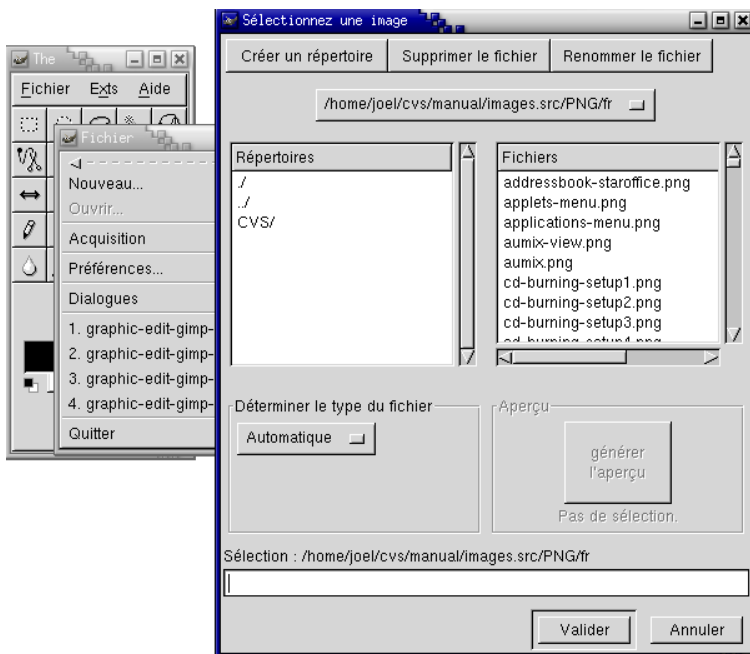 The
Fichier Exts Aide
Fichier
Nouveau...
Ouvrir...
Acquisition
Préférences...
Dialogues
1. graphic-edit-gimp-
2. graphic-edit-gimp-
3. graphic-edit-gimp-
4. graphic-edit-gimp-
Quitter
Sélectionnez une image
Créer un répertoire Supprimer le fichier Renommer le fichier
/home/joel/cvs/manual/images.src/PNG/fr
Répertoires
./
../
CVS/
Fichiers
addressbook-staroffice.png
applets-menu.png
applications-menu.png
aumix-view.png
aumix.png
cd-burning-setup1.png
cd-burning-setup2.png
cd-burning-setup3.png
cd-burning-setup4.png
Déterminer le type du fichier
Automatique
Aperçu
générer
l'aperçu
Pas de sélection.
Sélection : /home/joel/cvs/manual/images.src/PNG/fr
Valider Annuler